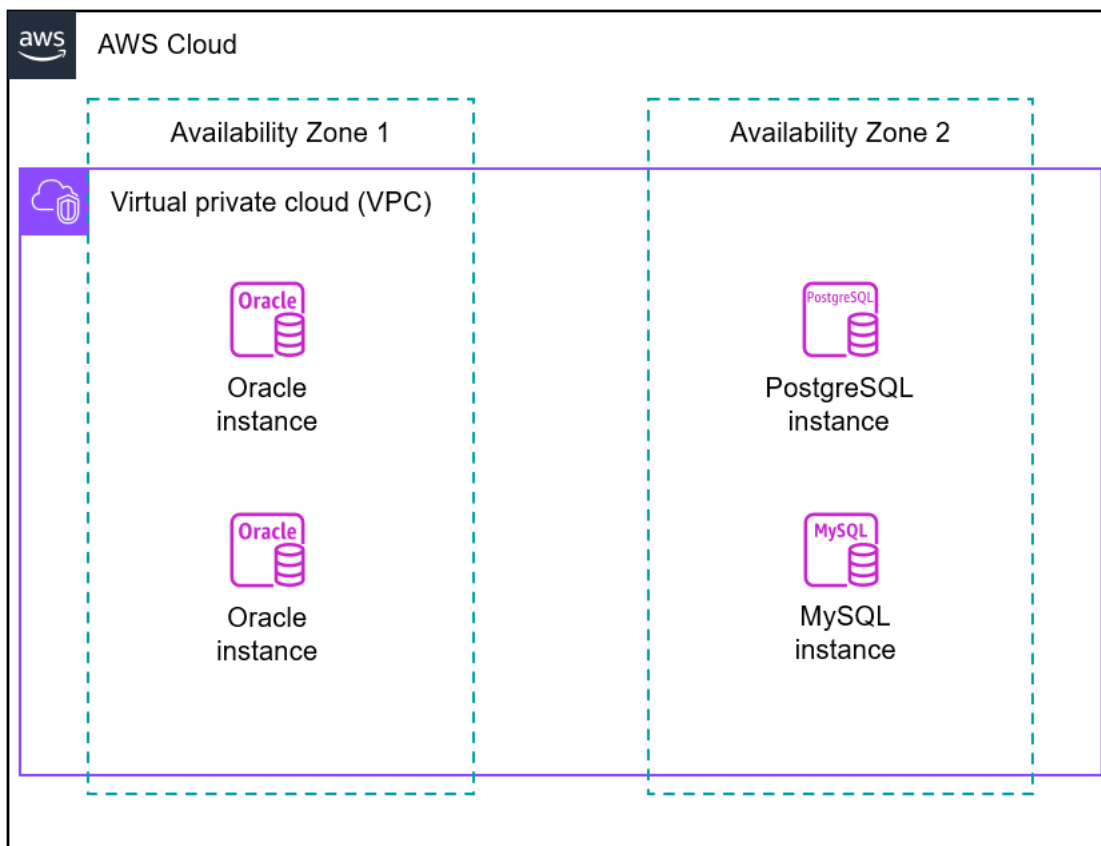 aws
AWS Cloud
Availability Zone 1
Availability Zone 2
Virtual private cloud (VPC)
Oracle
Oracle
instance
PostgreSQL
PostgreSQL
instance
Oracle
Oracle
instance
MySQL
MySQL
instance